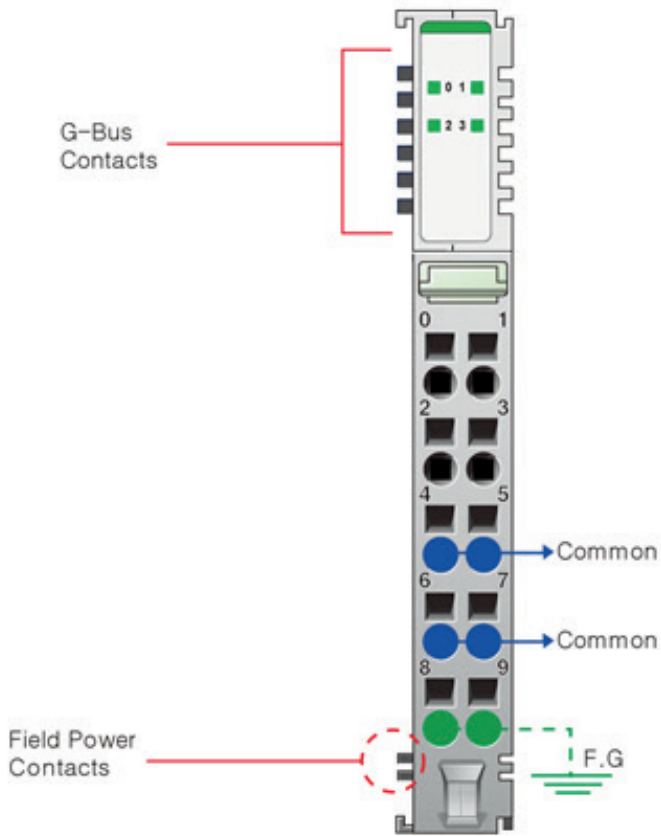 0 1
2 3
G-Bus
Contacts
0 1
2 3
4 5
Common
6 7
Common
8 9
Field Power
Contacts
F.G